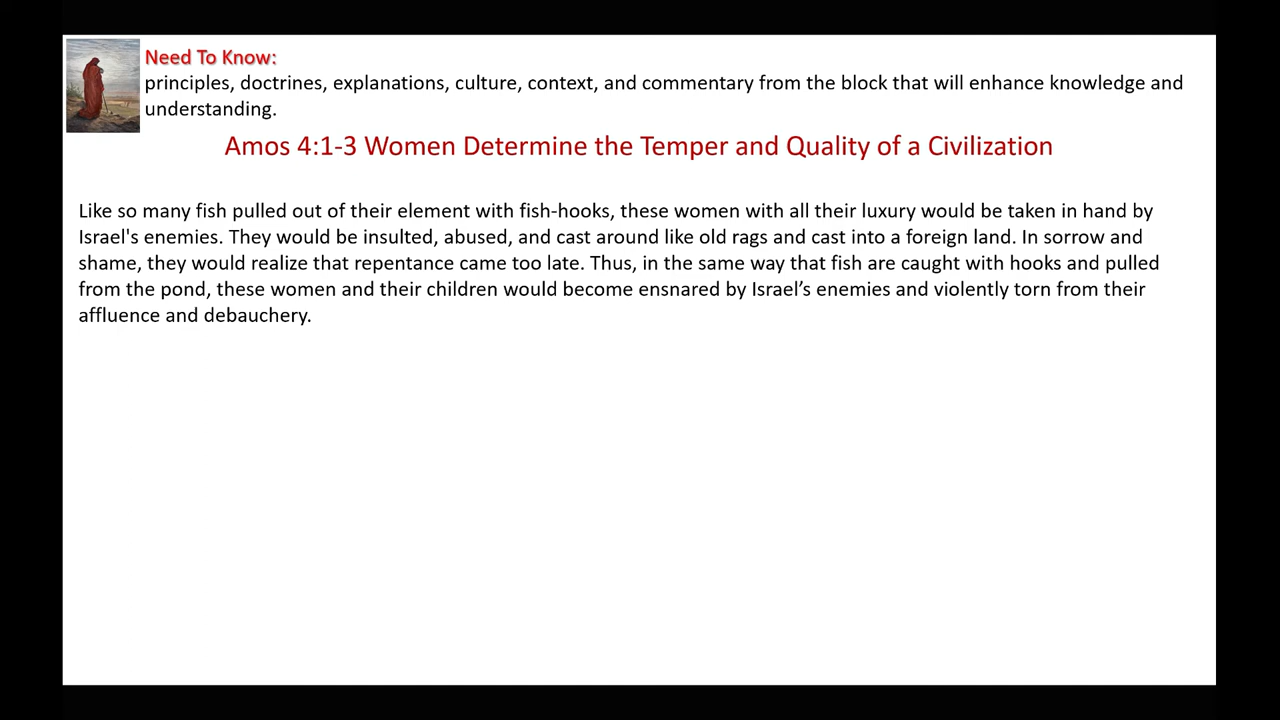 Need To Know:
principles, doctrines, explanations, culture, context, and commentary from the block that will enhance knowledge and
understanding.
Amos 4:1-3 Women Determine the Temper and Quality of a Civilization
Like so many fish pulled out of their element with fish-hooks, these women with all their luxury would be taken in hand by
Israel's enemies. They would be insulted, abused, and cast around like old rags and cast into a foreign land. In sorrow and
shame, they would realize that repentance came too late. Thus, in the same way that fish are caught with hooks and pulled
from the pond, these women and their children would become ensnared by Israel’s enemies and violently torn from their
affluence and debauchery.